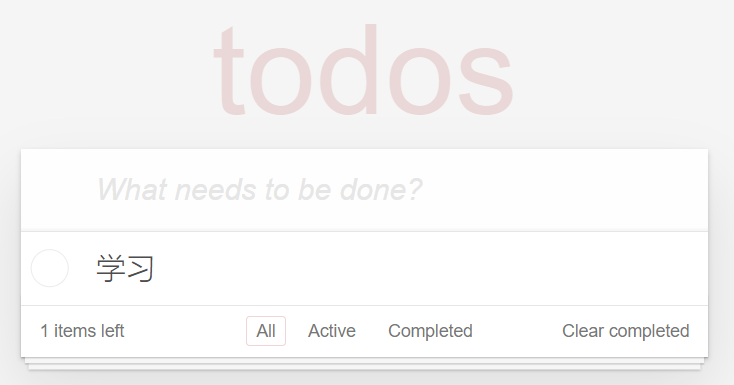 todos
What needs to be done?
学习
1 items left All Active Completed Clear completed